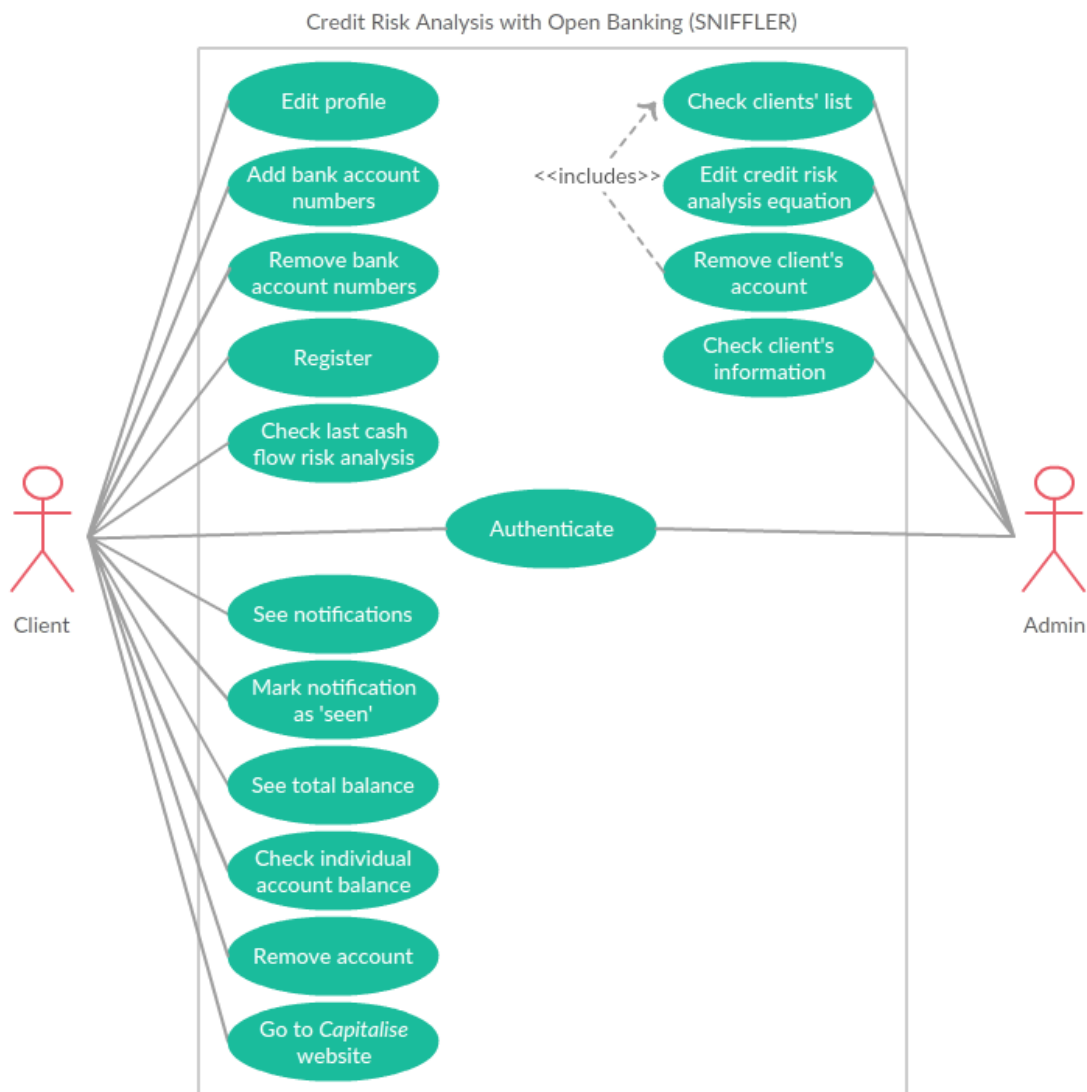 Credit Risk Analysis with Open Banking (SNIFFLER)
Edit profile
Add bank account
numbers
Remove bank
account numbers
Register
Check last cash
flow risk analysis
Check clients' list
<<includes>>
Edit credit risk
analysis equation
Remove client's
account
Check client's
information
Authenticate
Client
Admin
See notifications
Mark notification
as 'seen'
See total balance
Check individual
account balance
Remove account
Go to Capitalise
website